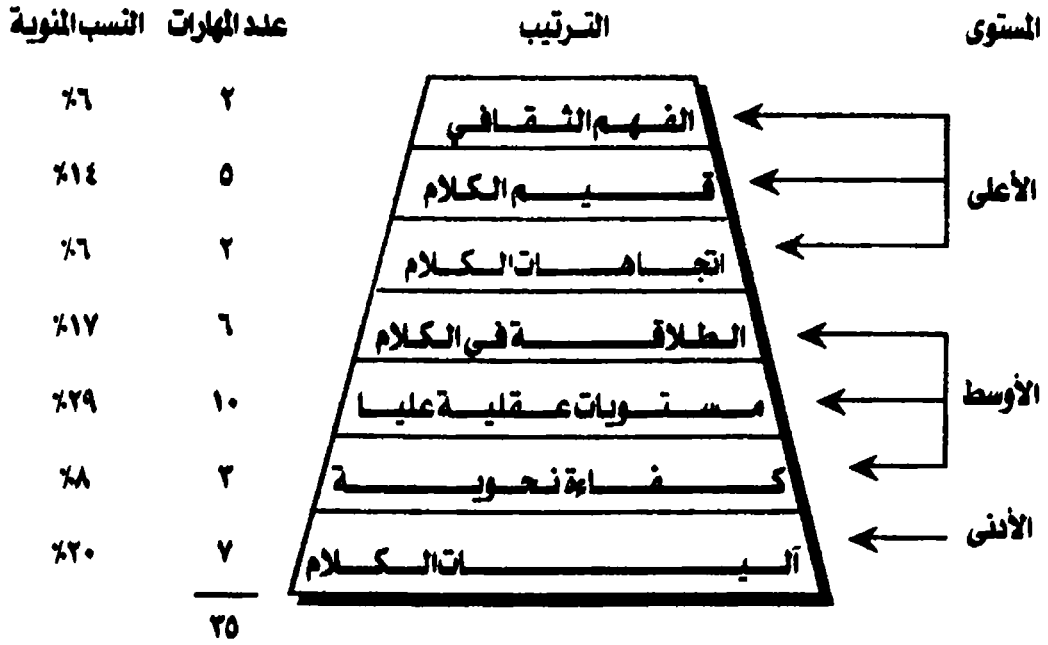 المستوى الترتيب عدد المهارات النسب المئوية
الفهم الثقافي ٢ ٪٦
الأعلى قيم الكلام ٥ ٪١٤
اتجاهات الكلام ٢ ٪٦
الطلاقة في الكلام ٦ ٪١٧
الأوسط مستويات عقلية عليا ١٠ ٪٢٩
كفاءة نحوية ٣ ٪٨
الأدنى آليات الكلام ٧ ٪٢٠
٣٥